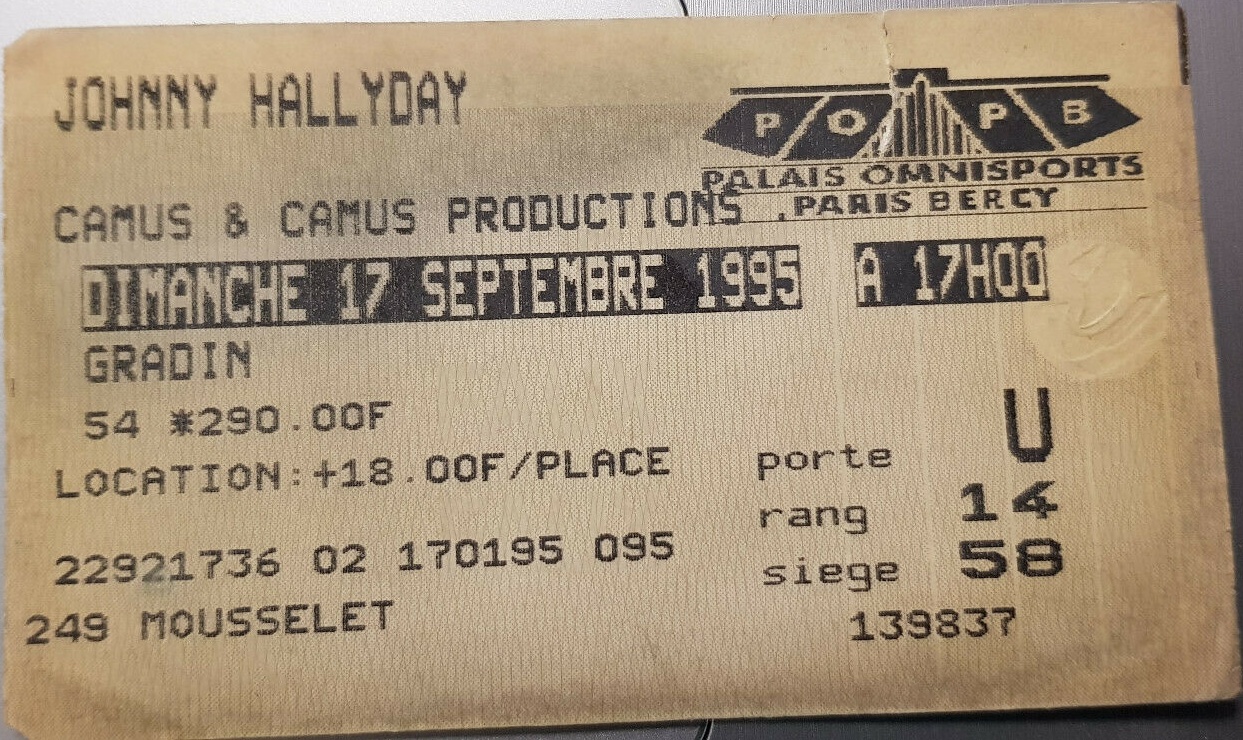 JOHNNY HALLYDAY
P O P B
PALAIS OMNISPORTS
PARIS BERCY
CAMUS & CAMUS PRODUCTIONS
DIMANCHE 17 SEPTEMBRE 1995 A 17H00
GRADIN
54 *290.00F
LOCATION:+18.00F/PLACE
porte U
rang 14
siege 58
22921736 02 170195 095
249 MOUSSELET
139837